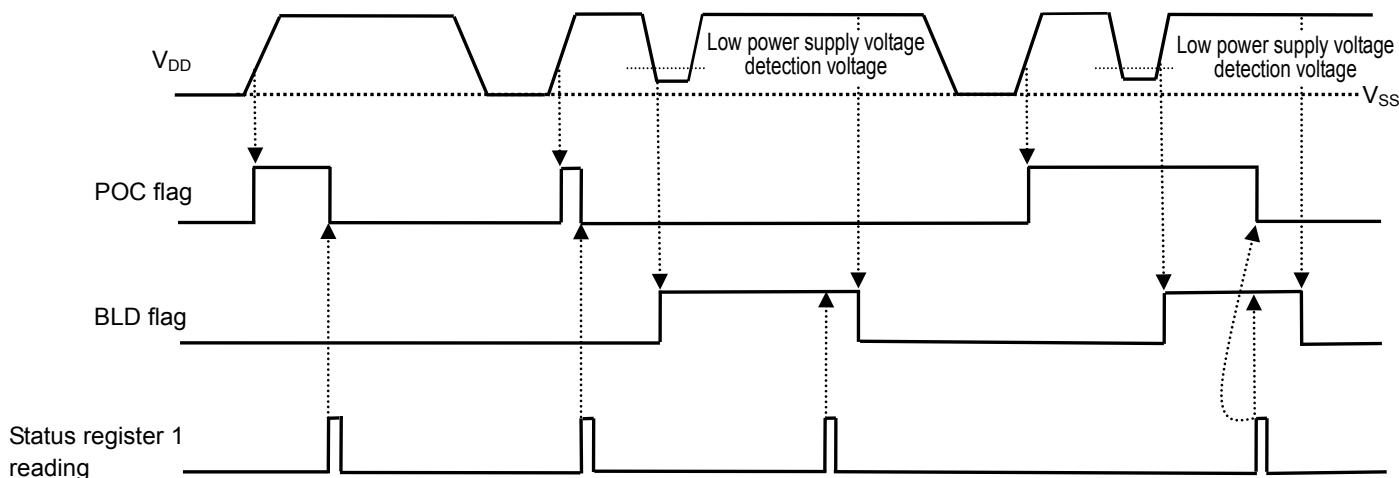 Low power supply voltage
detection voltage
Low power supply voltage
detection voltage
VDD
VSS
POC flag
BLD flag
Status register 1
reading